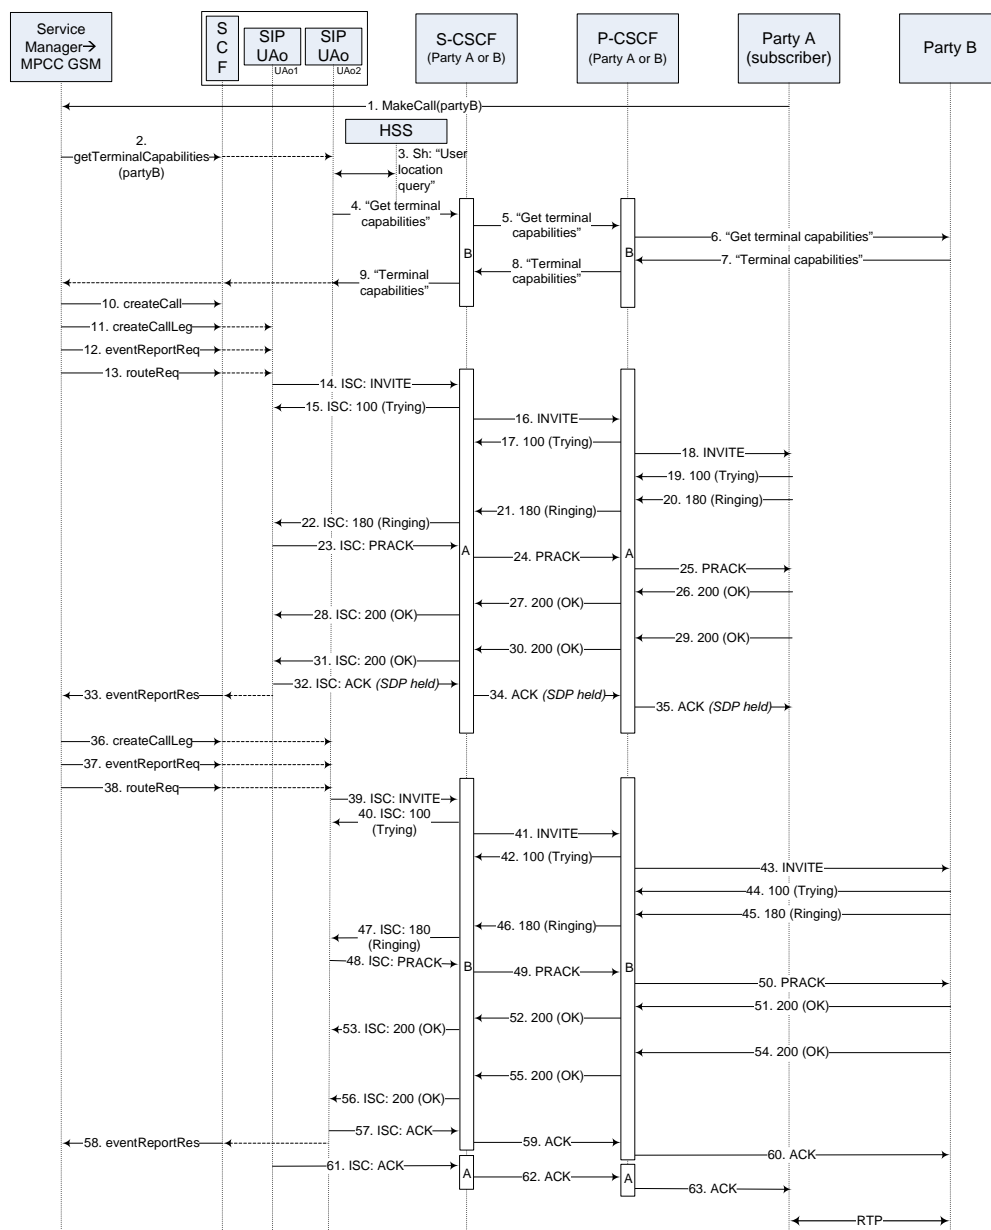 Service
Manager→
MPCC GSM
S
C
F
SIP
UAo
UAo1
SIP
UAo
UAo2
S-CSCF
(Party A or B)
P-CSCF
(Party A or B)
Party A
(subscriber)
Party B
1. MakeCall(partyB)
HSS
2.
getTerminalCapabilities
(partyB)
3. Sh: “User
location
query”
4. “Get terminal
capabilities”
5. “Get terminal
capabilities”
6. “Get terminal capabilities”
7. “Terminal capabilities”
B
B
8. “Terminal
capabilities”
9. “Terminal
capabilities”
10. createCall
11. createCallLeg
12. eventReportReq
13. routeReq
14. ISC: INVITE
15. ISC: 100 (Trying)
16. INVITE
17. 100 (Trying)
18. INVITE
19. 100 (Trying)
20. 180 (Ringing)
21. 180 (Ringing)
22. ISC: 180 (Ringing)
23. ISC: PRACK
A
24. PRACK
A
25. PRACK
26. 200 (OK)
27. 200 (OK)
28. ISC: 200 (OK)
29. 200 (OK)
30. 200 (OK)
31. ISC: 200 (OK)
32. ISC: ACK (SDP held)
33. eventReportRes
34. ACK (SDP held)
35. ACK (SDP held)
36. createCallLeg
37. eventReportReq
38. routeReq
39. ISC: INVITE
40. ISC: 100
(Trying)
41. INVITE
42. 100 (Trying)
43. INVITE
44. 100 (Trying)
45. 180 (Ringing)
46. 180 (Ringing)
47. ISC: 180
(Ringing)
48. ISC: PRACK
B
49. PRACK
B
50. PRACK
51. 200 (OK)
52. 200 (OK)
53. ISC: 200 (OK)
54. 200 (OK)
55. 200 (OK)
56. ISC: 200 (OK)
57. ISC: ACK
58. eventReportRes
59. ACK
60. ACK
61. ISC: ACK
A
62. ACK
A
63. ACK
RTP